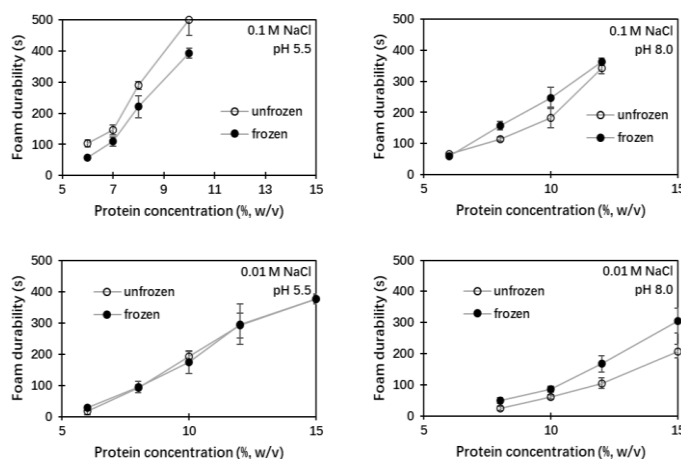 500
400
300
200
100
0
Foam durability (s)
0.1 M NaCl
pH 5.5
unfrozen
frozen
5 7 9 11 13 15
Protein concentration (%, w/v)
500
400
300
200
100
0
Foam durability (s)
0.1 M NaCl
pH 8.0
unfrozen
frozen
5 10 15
Protein concentration (%, w/v)
500
400
300
200
100
0
Foam durability (s)
0.01 M NaCl
pH 5.5
unfrozen
frozen
5 10 15
Protein concentration (%, w/v)
500
400
300
200
100
0
Foam durability (s)
0.01 M NaCl
pH 8.0
unfrozen
frozen
5 10 15
Protein concentration (%, w/v)